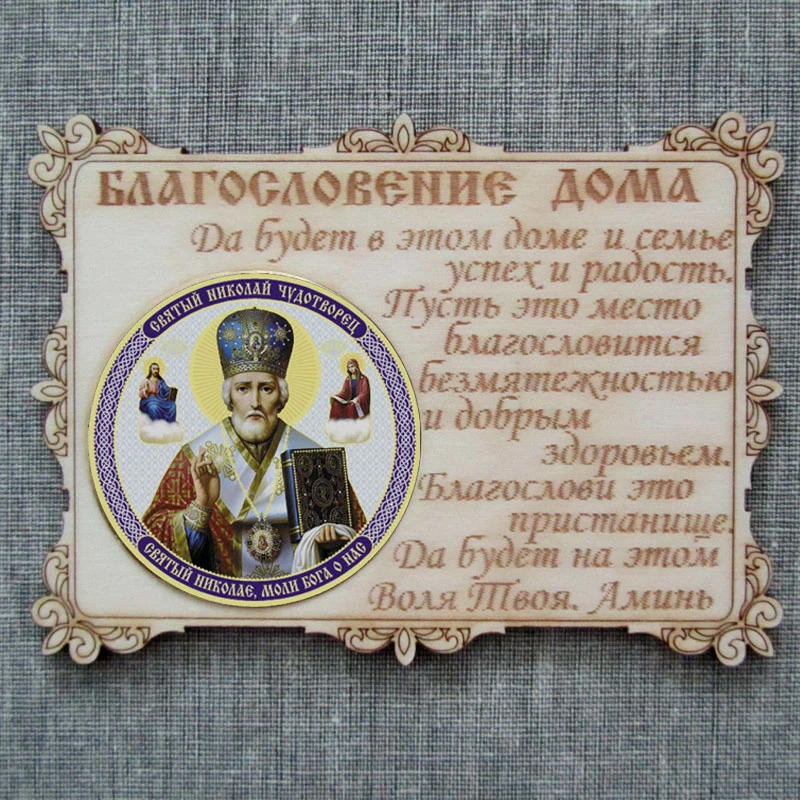 БЛАГОСЛОВЕНИЕ ДОМА
Да будет в этом доме и семье
успех и радость.
Пусть это место
благословится
безмятежностью
и добрым
здоровьем.
Благослови это
пристанище.
Да будет на этом
Воля Твоя. Аминь
СВЯТЫЙ НИКОЛАЙ ЧУДОТВОРЕЦ
СВЯТЫЙ НИКОЛАЕ, МОЛИ БОГА О НАС